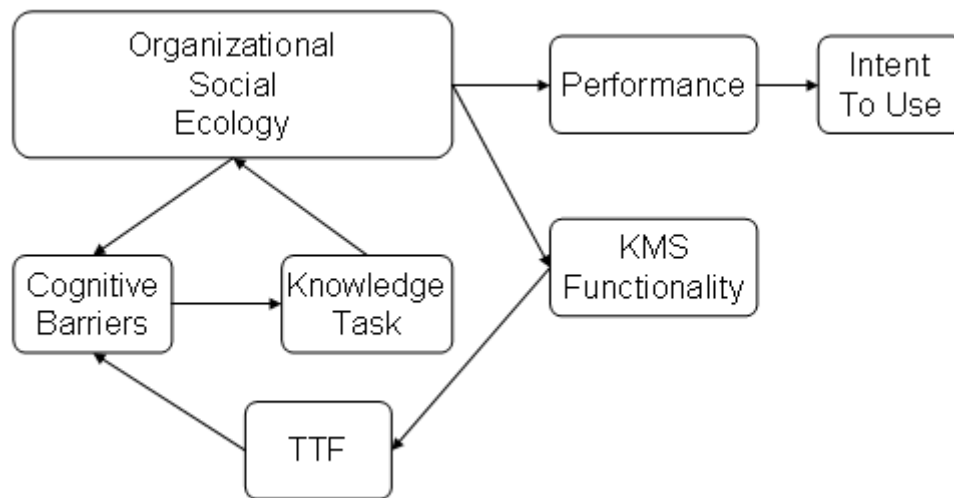 Organizational
Social
Ecology
Performance
Intent
To Use
Cognitive
Barriers
Knowledge
Task
KMS
Functionality
TTF